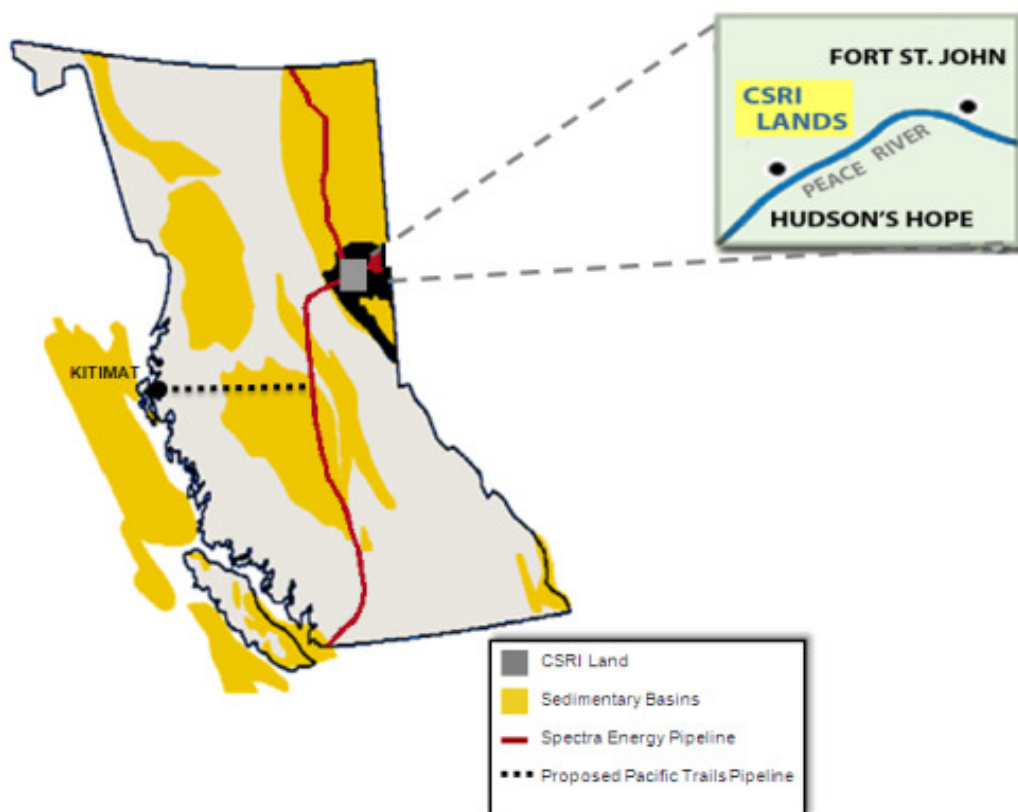 FORT ST. JOHN
CSRI
LANDS
PEACE RIVER
HUDSON'S HOPE
KITIMAT
CSRI Land
Sedimentary Basins
Spectra Energy Pipeline
Proposed Pacific Trails Pipeline